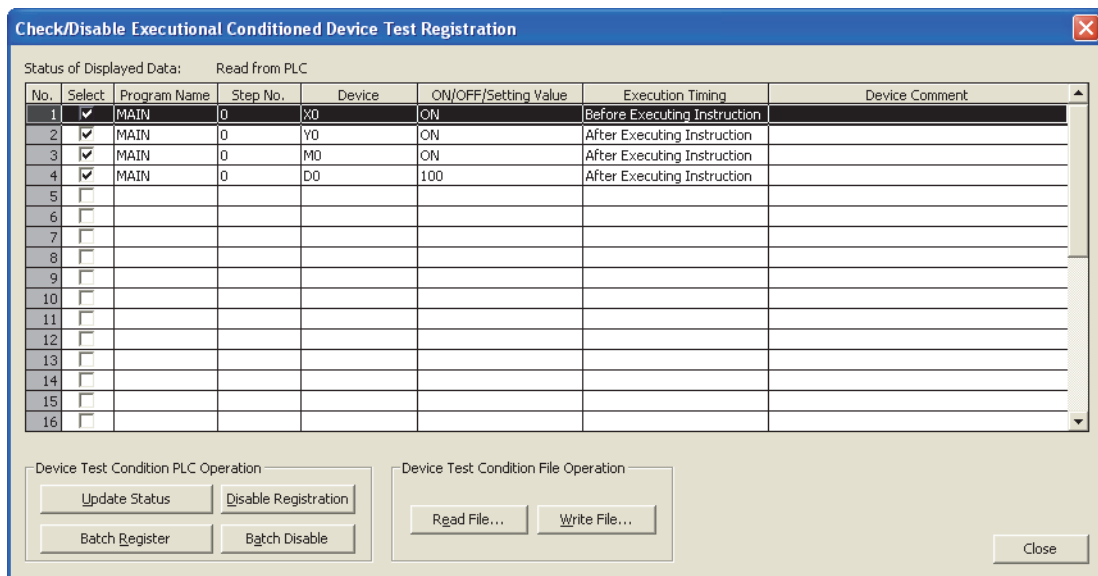 Check/Disable Executional Conditioned Device Test Registration
Status of Displayed Data: Read from PLC
No. Select Program Name Step No. Device ON/OFF/Setting Value Execution Timing Device Comment
1 MAIN 0 X0 ON Before Executing Instruction
2 MAIN 0 Y0 ON After Executing Instruction
3 MAIN 0 M0 ON After Executing Instruction
4 MAIN 0 D0 100 After Executing Instruction
5
6
7
8
9
10
11
12
13
14
15
16
Device Test Condition PLC Operation Device Test Condition File Operation
Update Status Disable Registration
Read File... Write File...
Batch Register Batch Disable
Close